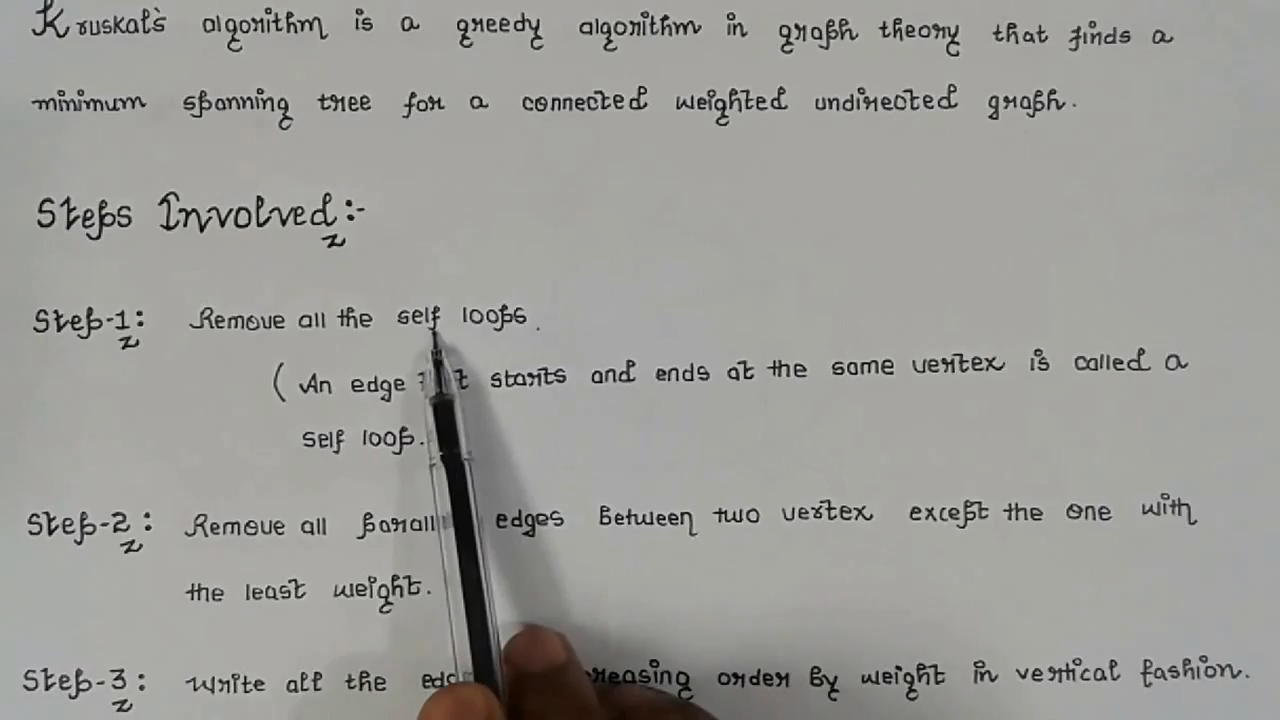 Kruskal's algorithm is a greedy algorithm in graph theory that finds a
minimum spanning tree for a connected weighted undirected graph.
Steps Involved:-
Step-1: Remove all the self loops.
(An edge starts and ends at the same vertex is called a
self loop.
Step-2: Remove all edges between two vertex except the one with
the least weight.
Step-3: Write all the order by weight in vertical fashion.